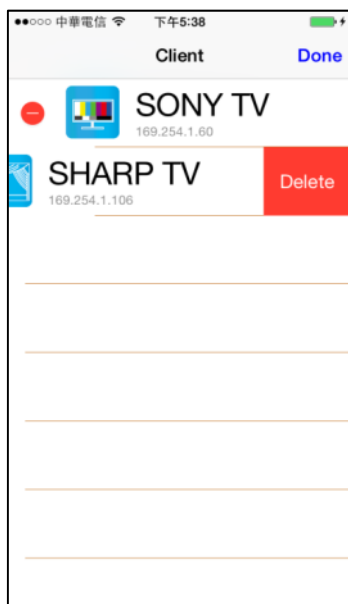 中華電信 下午5:38
Client Done
SONY TV
169.254.1.60
SHARP TV
169.254.1.106
Delete